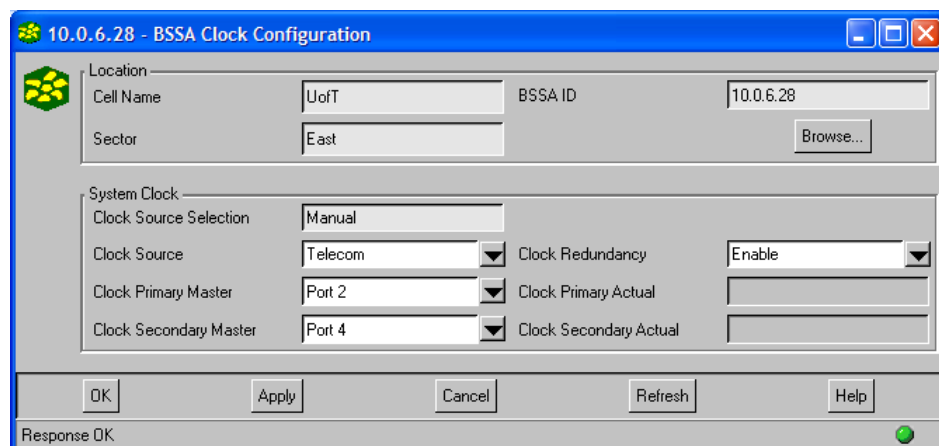 10.0.6.28 - BSSA Clock Configuration
Location
Cell Name UofT BSSA ID 10.0.6.28
Sector East Browse...
System Clock
Clock Source Selection Manual
Clock Source Telecom Clock Redundancy Enable
Clock Primary Master Port 2 Clock Primary Actual
Clock Secondary Master Port 4 Clock Secondary Actual
OK Apply Cancel Refresh Help
Response OK